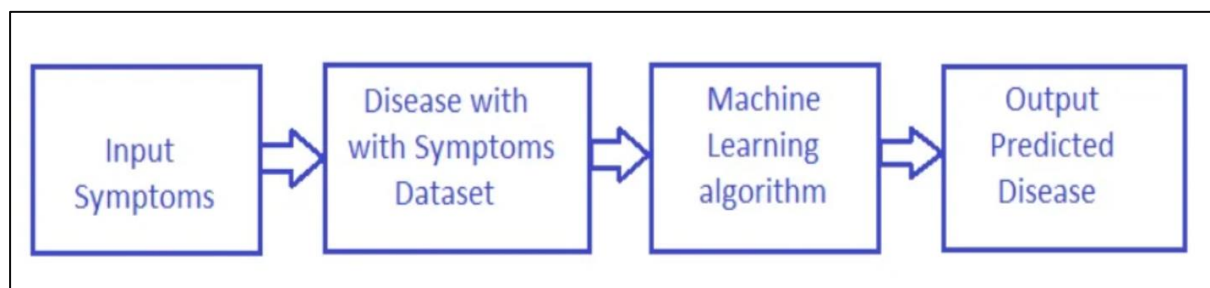 Input
Symptoms
Disease with
with Symptoms
Dataset
Machine
Learning
algorithm
Output
Predicted
Disease